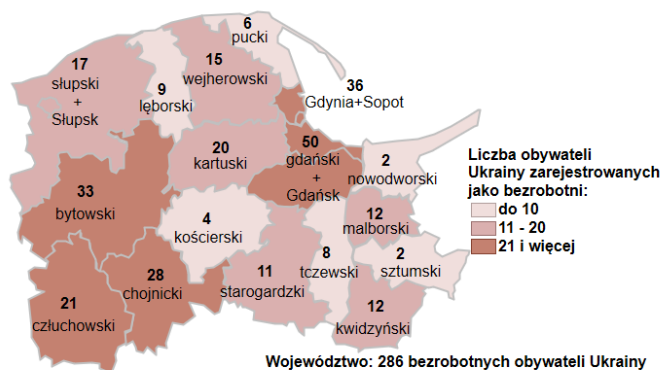 6
pucki
17
słupski
+
Słupsk
9
lęborski
15
wejherowski
36
Gdynia+Sopot
20
kartuski
50
gdański
+
Gdańsk
2
nowodworski
33
bytowski
4
kościerski
12
malborski
8
tczewski
2
sztumski
21
człuchowski
28
chojnicki
11
starogardzki
12
kwidzyński
Liczba obywateli
Ukrainy zarejestrowanych
jako bezrobotni:
do 10
11 - 20
21 i więcej
Województwo: 286 bezrobotnych obywateli Ukrainy